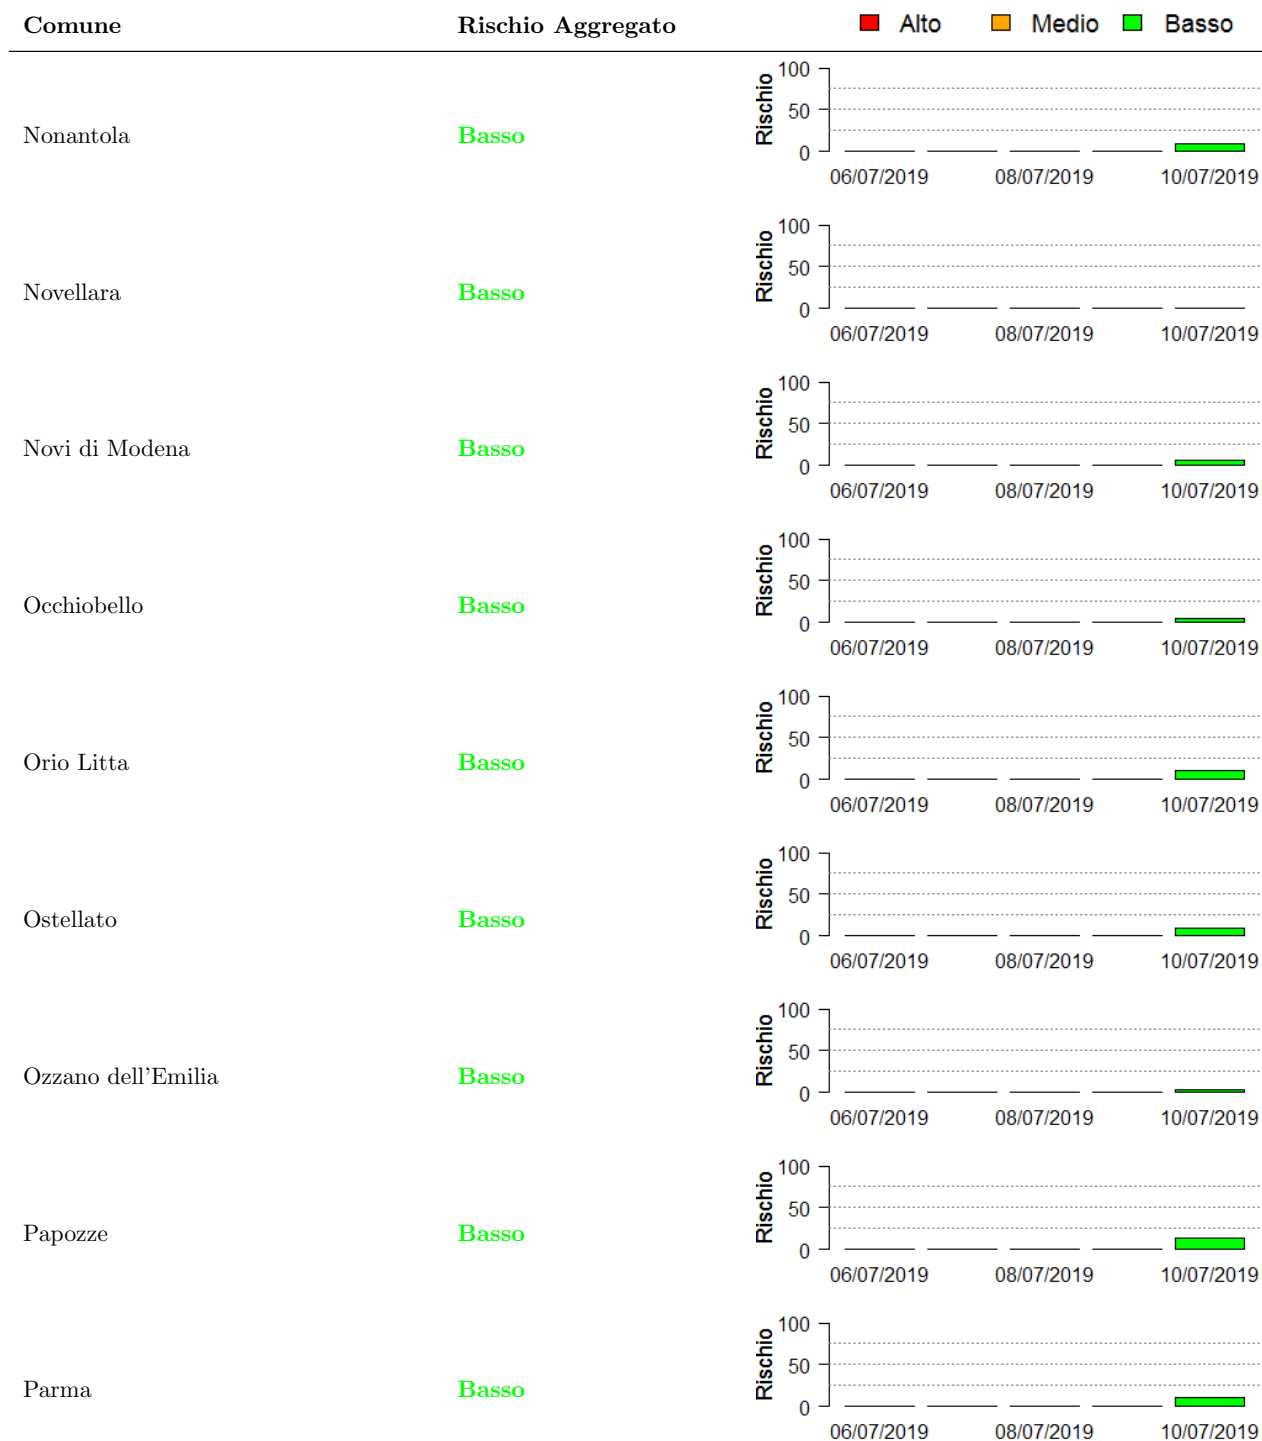 Comune Rischio Aggregato Alto Medio Basso
Nonantola Basso
Rischio
100
50
0
06/07/2019 08/07/2019 10/07/2019
Novellara Basso
Rischio
100
50
0
06/07/2019 08/07/2019 10/07/2019
Novi di Modena Basso
Rischio
100
50
0
06/07/2019 08/07/2019 10/07/2019
Occhiobello Basso
Rischio
100
50
0
06/07/2019 08/07/2019 10/07/2019
Orio Litta Basso
Rischio
100
50
0
06/07/2019 08/07/2019 10/07/2019
Ostellato Basso
Rischio
100
50
0
06/07/2019 08/07/2019 10/07/2019
Ozzano dell'Emilia Basso
Rischio
100
50
0
06/07/2019 08/07/2019 10/07/2019
Papozze Basso
Rischio
100
50
0
06/07/2019 08/07/2019 10/07/2019
Parma Basso
Rischio
100
50
0
06/07/2019 08/07/2019 10/07/2019